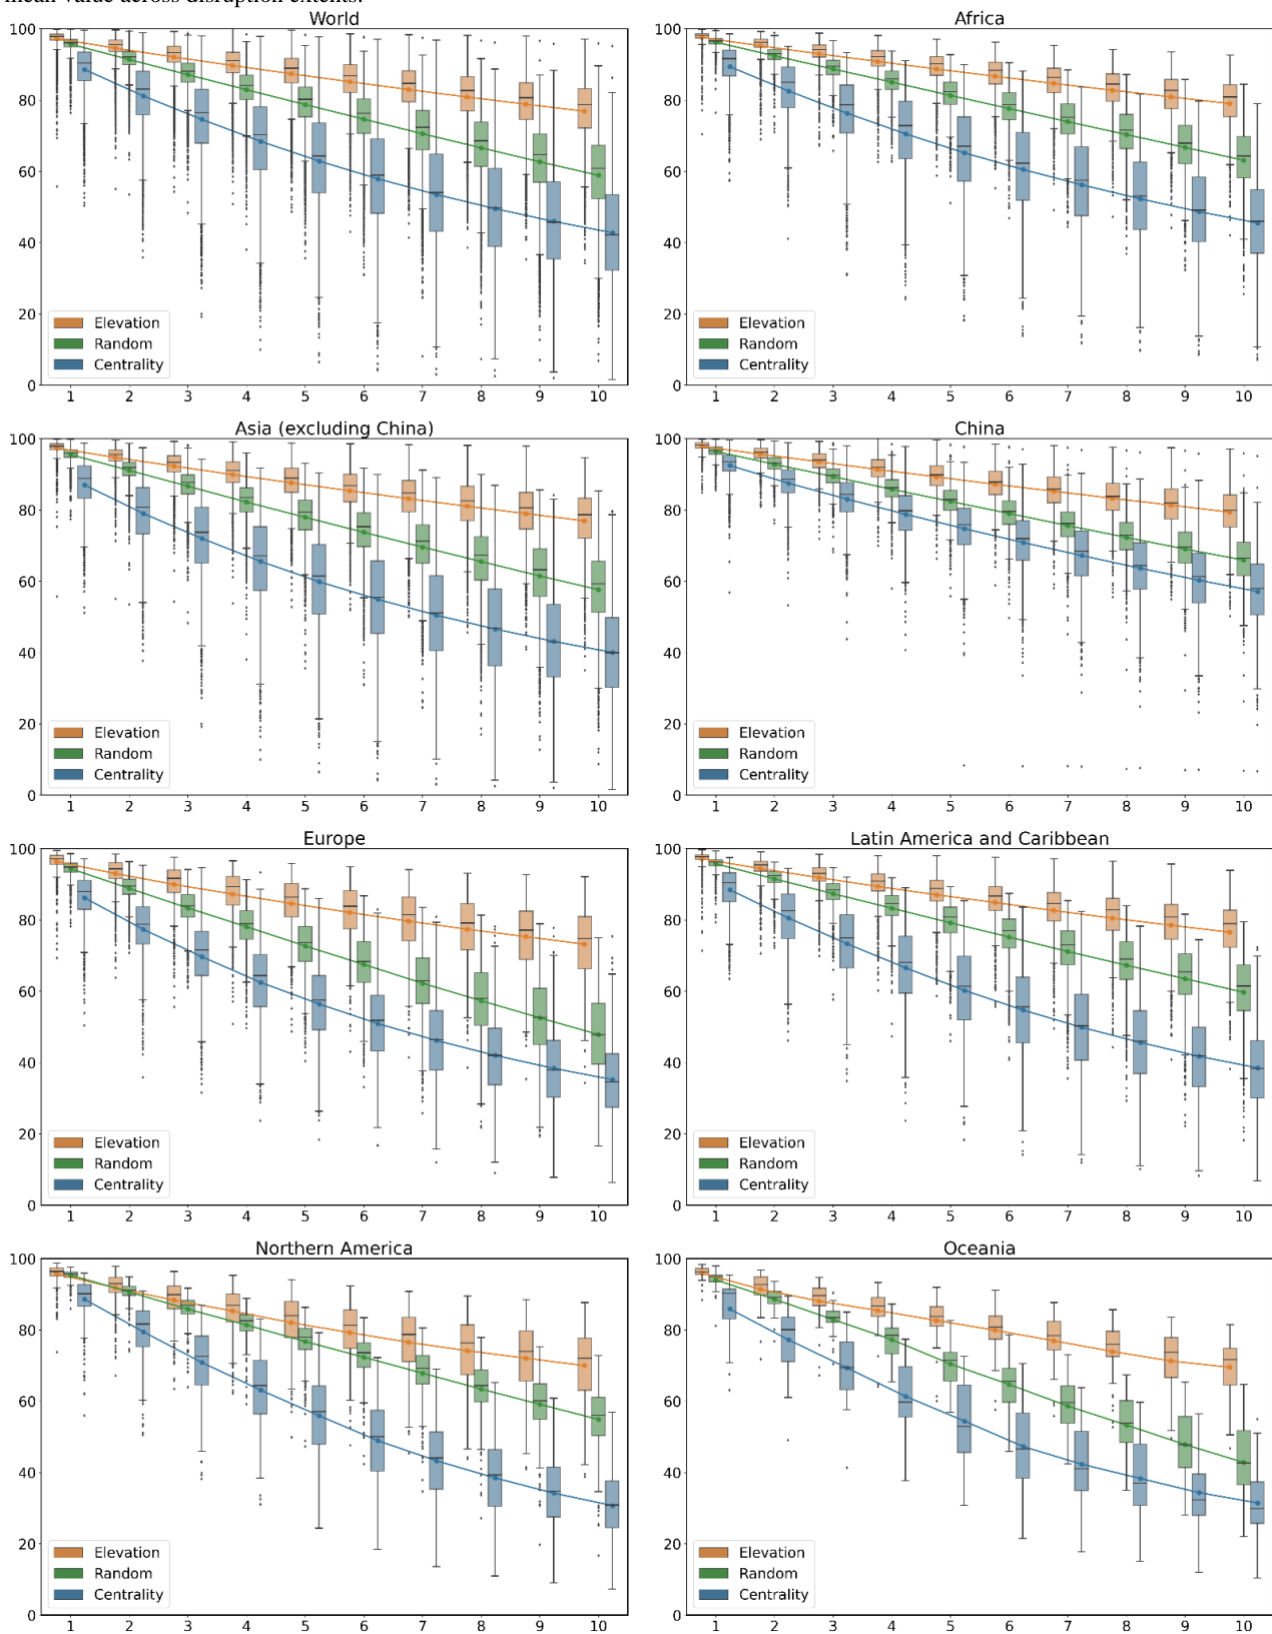 mean value across disruption extents.
World
100
80
60
40
20
0
Elevation
Random
Centrality
1 2 3 4 5 6 7 8 9 10
Africa
100
80
60
40
20
0
Elevation
Random
Centrality
1 2 3 4 5 6 7 8 9 10
Asia (excluding China)
100
80
60
40
20
0
Elevation
Random
Centrality
1 2 3 4 5 6 7 8 9 10
China
100
80
60
40
20
0
Elevation
Random
Centrality
1 2 3 4 5 6 7 8 9 10
Europe
100
80
60
40
20
0
Elevation
Random
Centrality
1 2 3 4 5 6 7 8 9 10
Latin America and Caribbean
100
80
60
40
20
0
Elevation
Random
Centrality
1 2 3 4 5 6 7 8 9 10
Northern America
100
80
60
40
20
0
Elevation
Random
Centrality
1 2 3 4 5 6 7 8 9 10
Oceania
100
80
60
40
20
0
Elevation
Random
Centrality
1 2 3 4 5 6 7 8 9 10